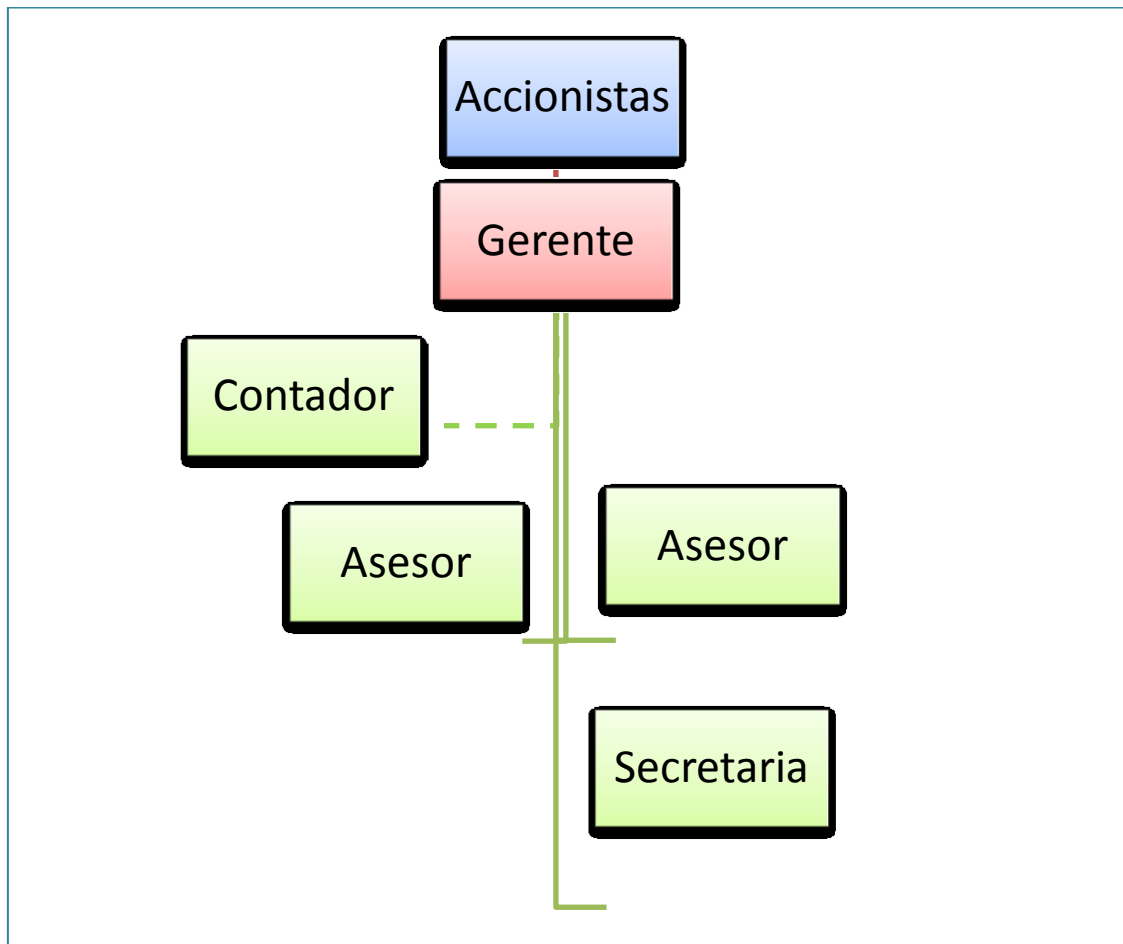 Accionistas
Gerente
Contador
Asesor
Asesor
Secretaria